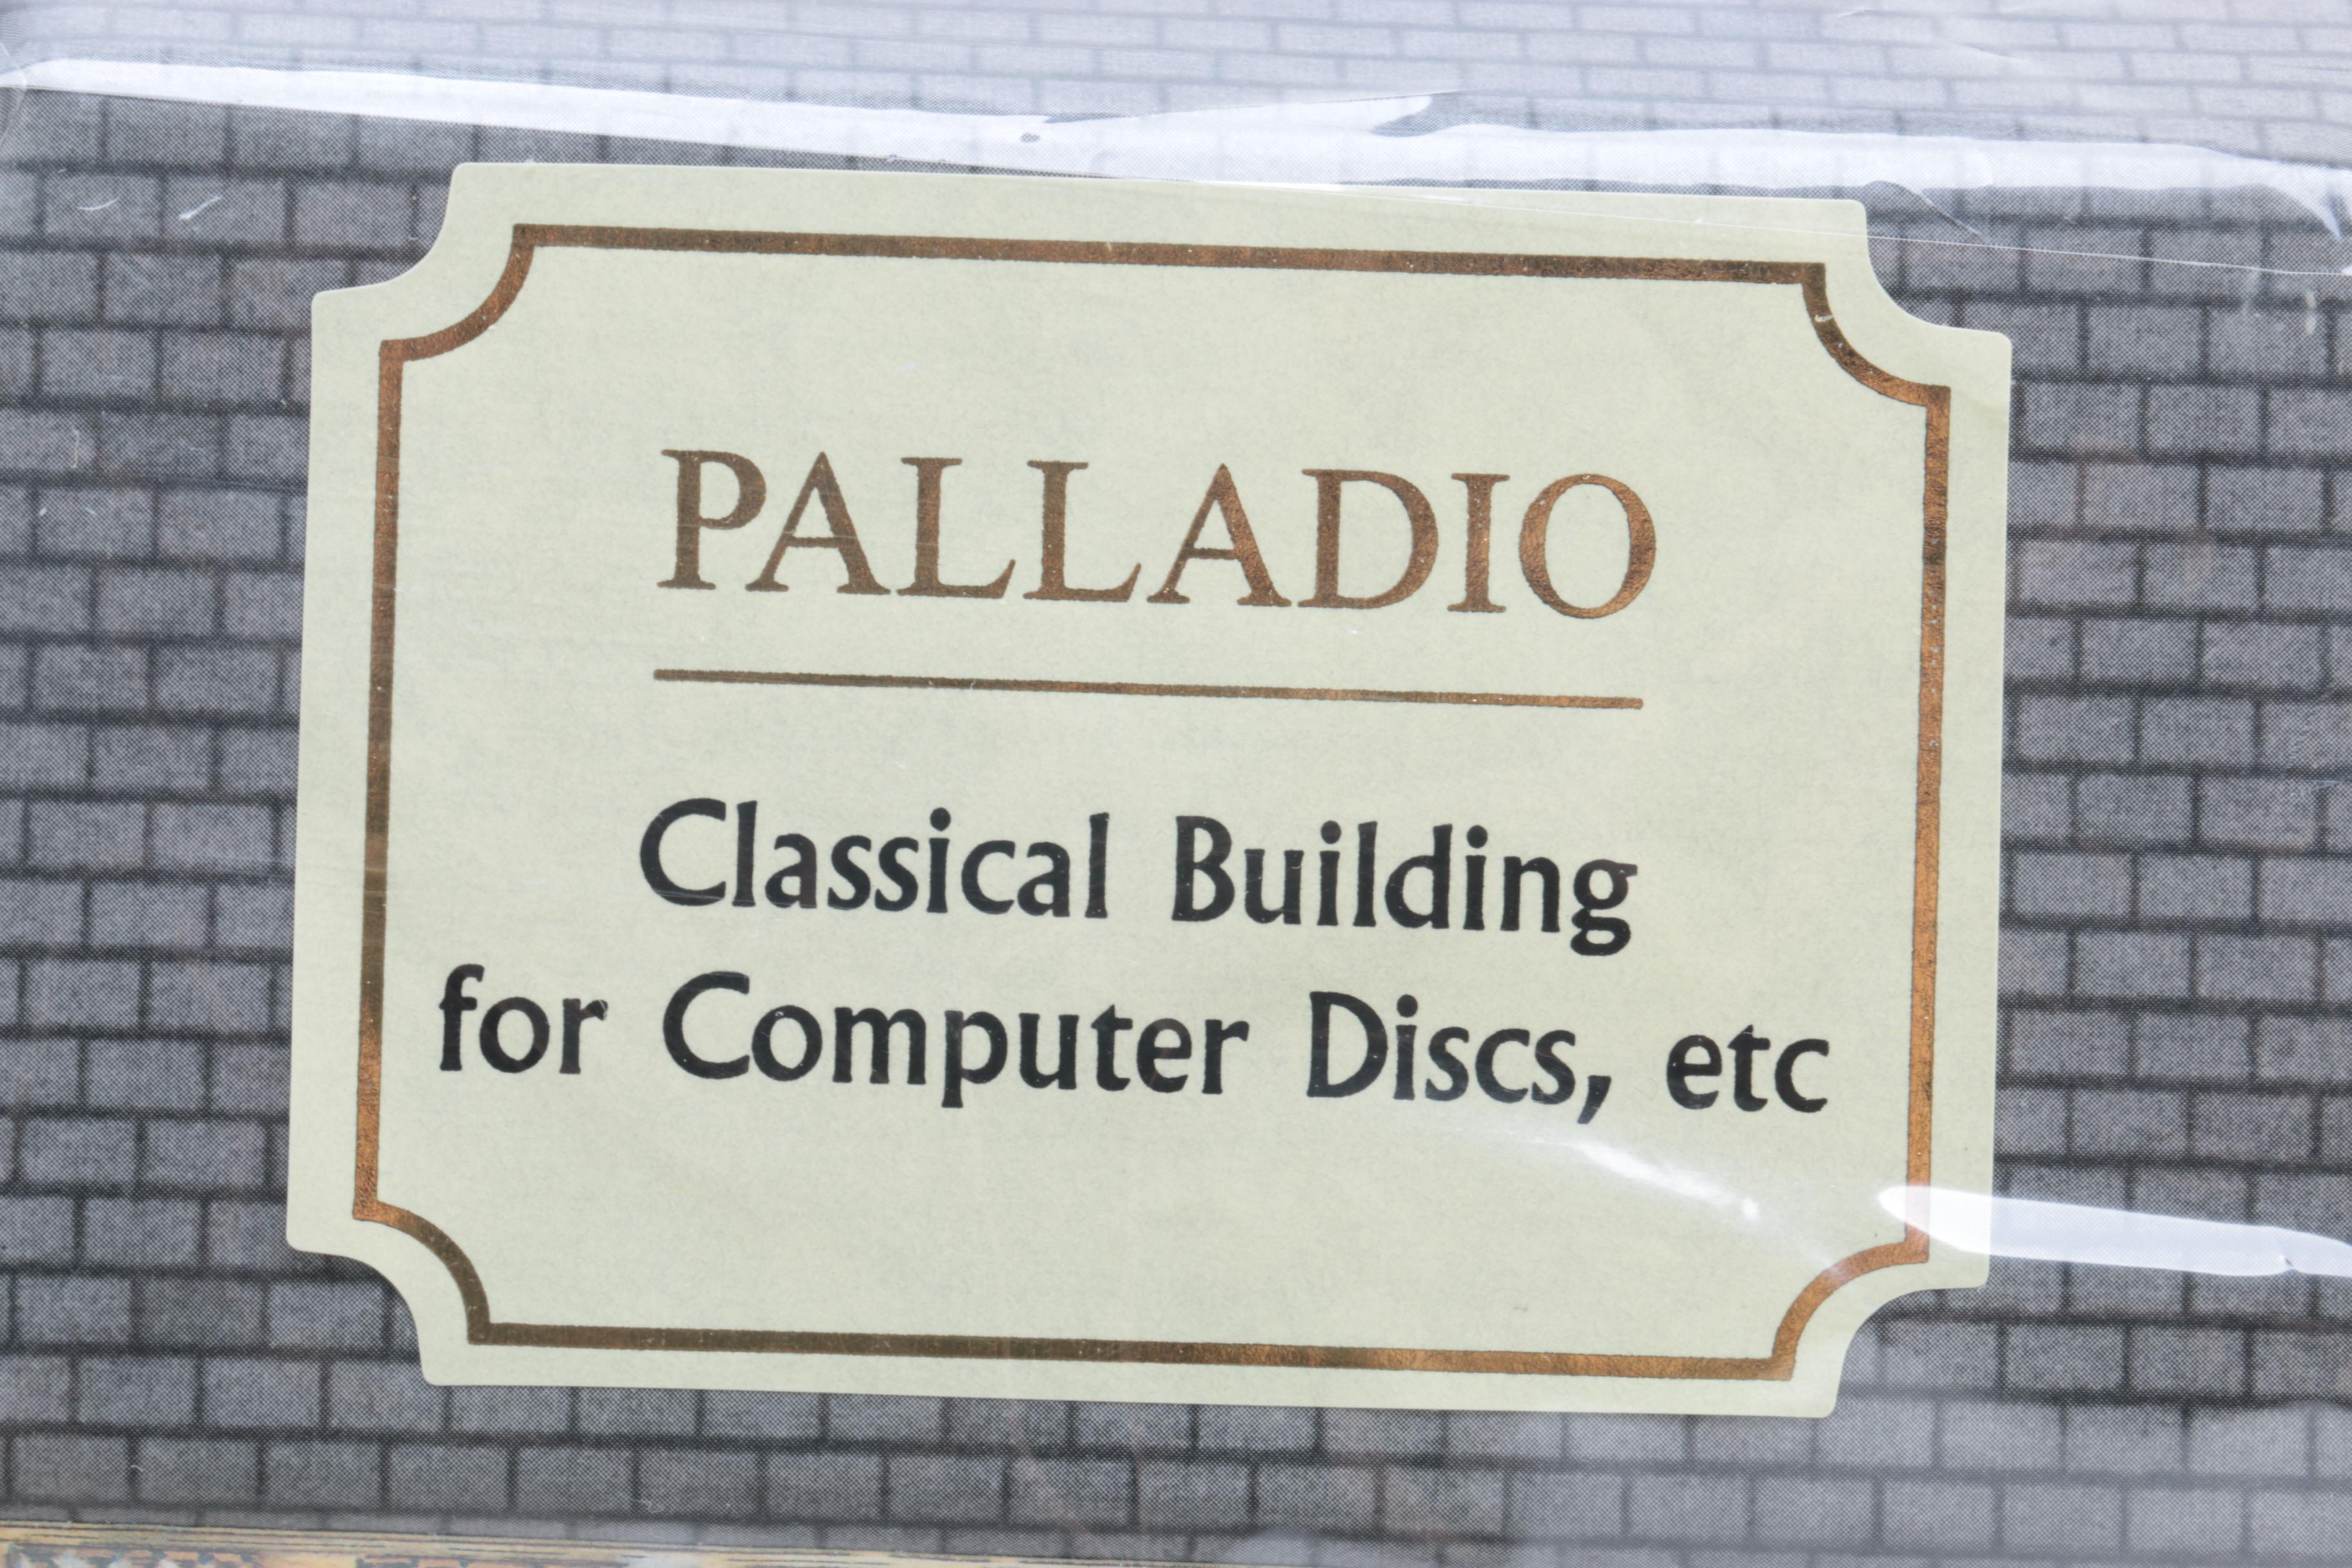 PALLADIO
Classical Building
for Computer Discs, etc